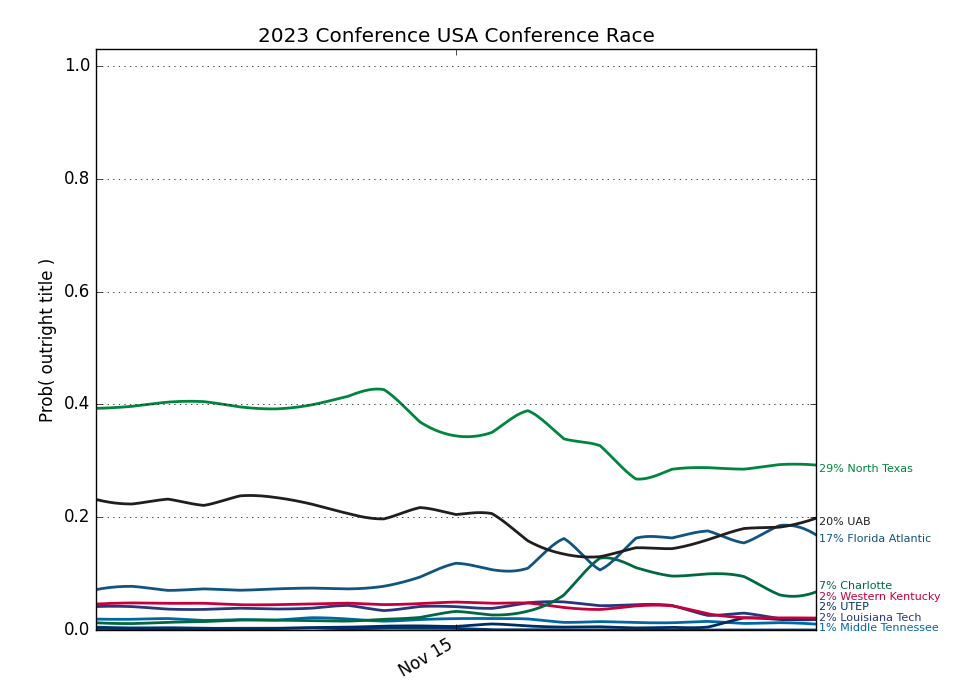 2023 Conference USA Conference Race
1.0
0.8
0.6
0.4
0.2
0.0
Prob( outright title )
Nov 15
29% North Texas
20% UAB
17% Florida Atlantic
7% Charlotte
2% Western Kentucky
2% UTEP
2% Louisiana Tech
1% Middle Tennessee